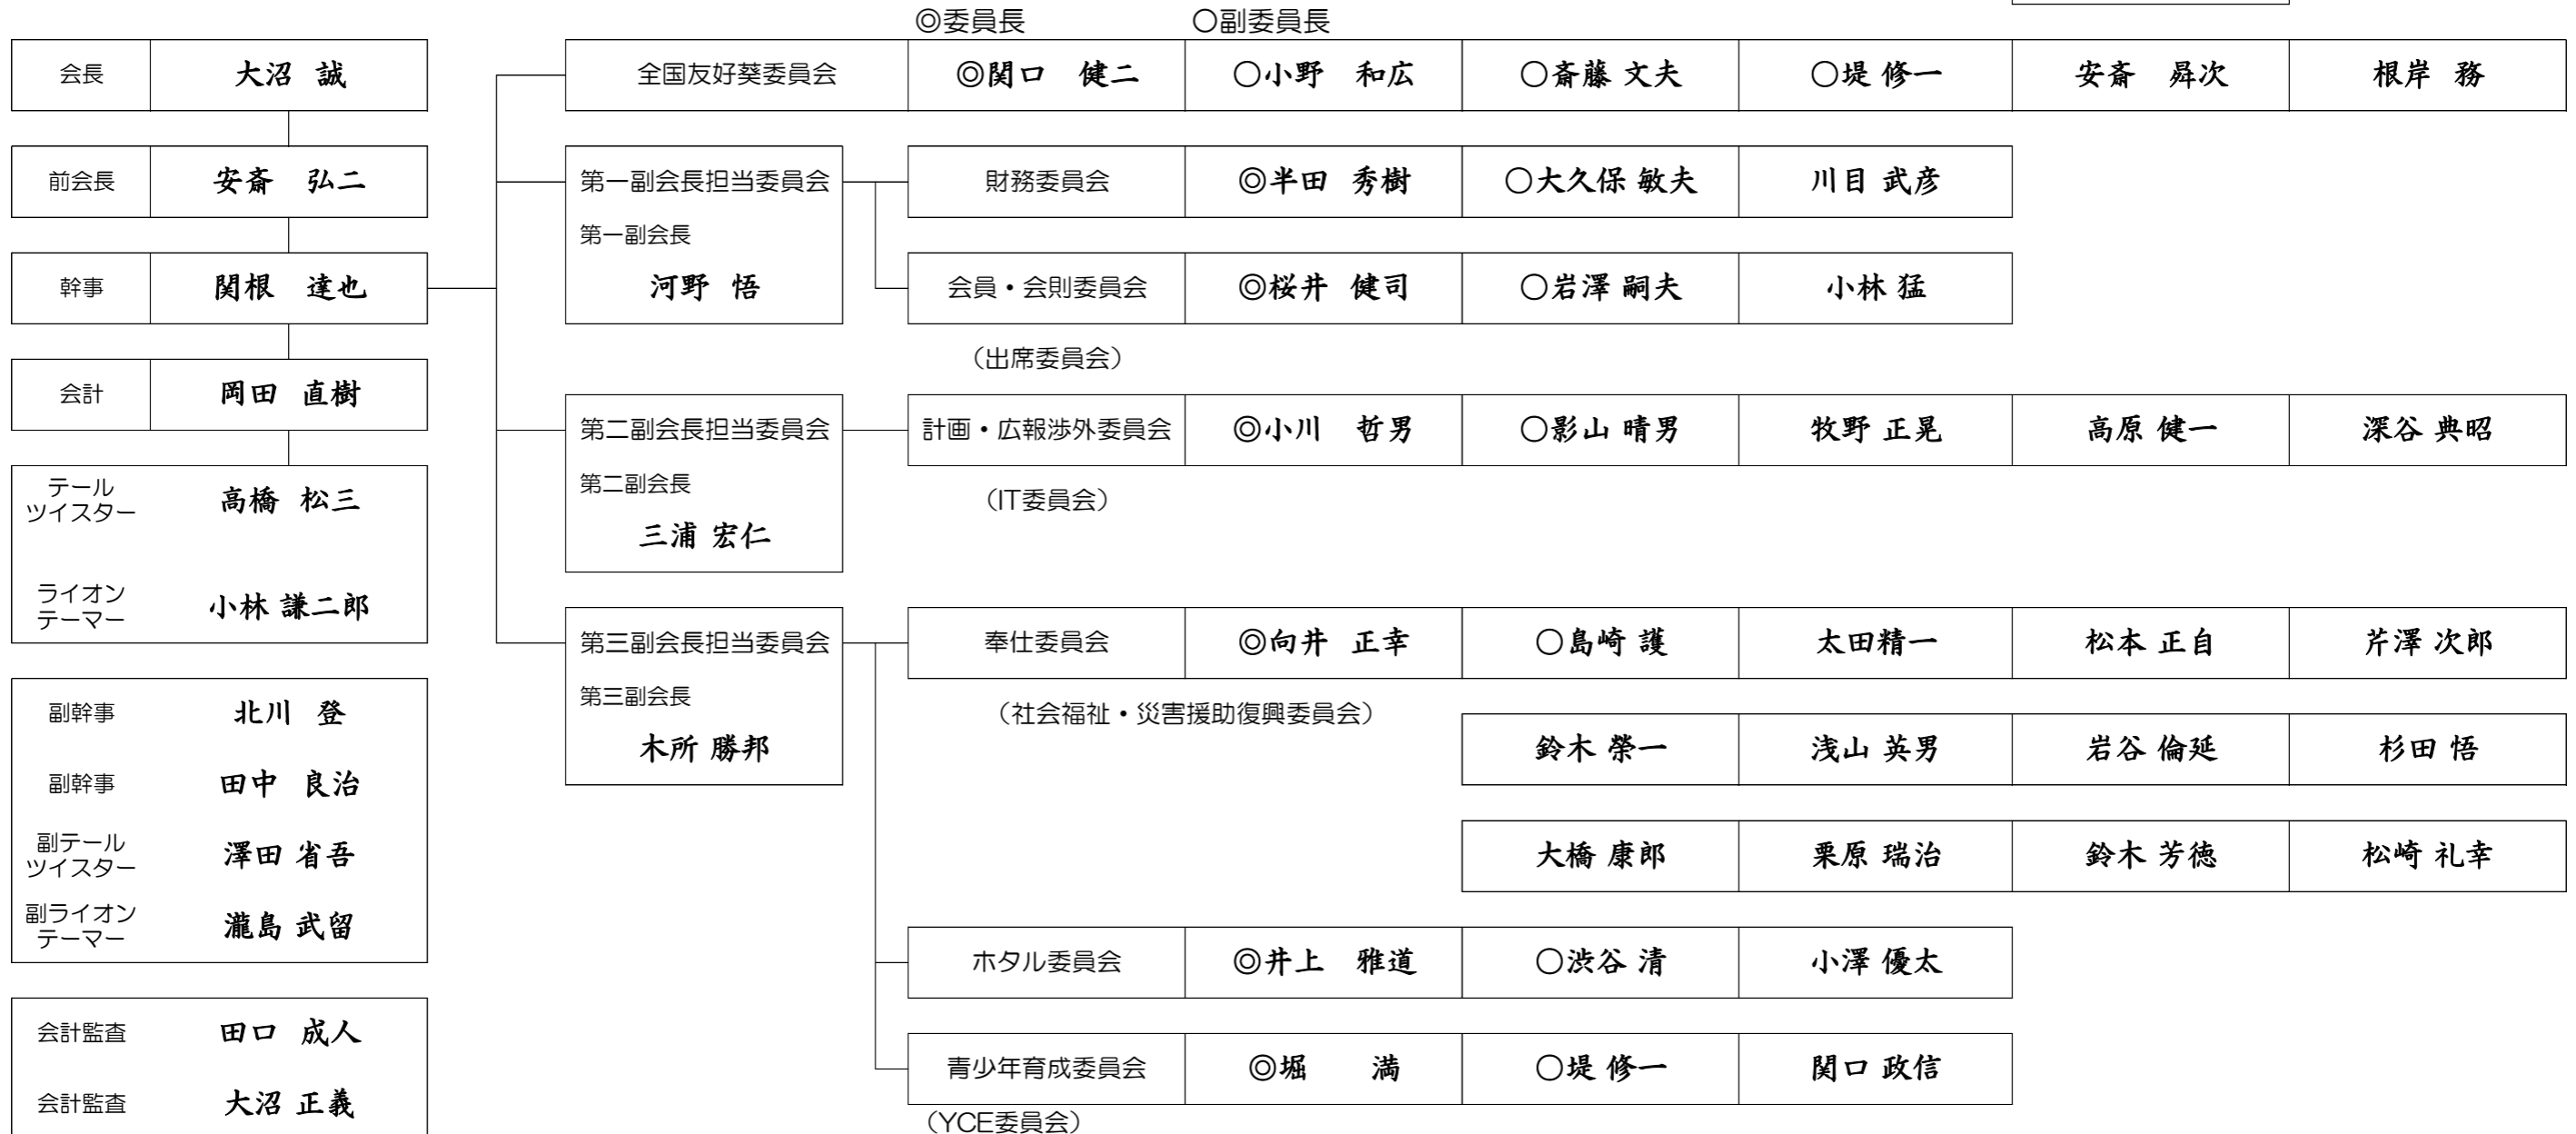 ◎委員長 ○副委員長
会長 大沼 誠
前会長 安斎 弘二
幹事 関根 達也
会計 岡田 直樹
テール
ツイスター 高橋 松三
ライオン
テーマー 小林 謙二郎
副幹事 北川 登
副幹事 田中 良治
副テール
ツイスター 澤田 省吾
副ライオン
テーマー 瀧島 武留
会計監査 田口 成人
会計監査 大沼 正義
全国友好葵委員会 ◎関口 健二 ○小野 和広 ○斎藤 文夫 ○堤 修一 安斎 昇次 根岸 務
第一副会長担当委員会
第一副会長
河野 悟
財務委員会 ◎半田 秀樹 ○大久保 敏夫 川目 武彦
会員・会則委員会 ◎桜井 健司 ○岩澤 嗣夫 小林 猛
（出席委員会）
第二副会長担当委員会
第二副会長
三浦 宏仁
計画・広報渉外委員会 ◎小川 哲男 ○影山 晴男 牧野 正晃 高原 健一 深谷 典昭
（IT委員会）
第三副会長担当委員会
第三副会長
木所 勝邦
奉仕委員会 ◎向井 正幸 ○島崎 護 太田精一 松本 正自 芹澤 次郎
（社会福祉・災害援助復興委員会）
鈴木 榮一 浅山 英男 岩谷 倫延 杉田 悟
大橋 康郎 栗原 瑞治 鈴木 芳徳 松崎 礼幸
ホタル委員会 ◎井上 雅道 ○渋谷 清 小澤 優太
青少年育成委員会 ◎堀 満 ○堤 修一 関口 政信
（YCE委員会）